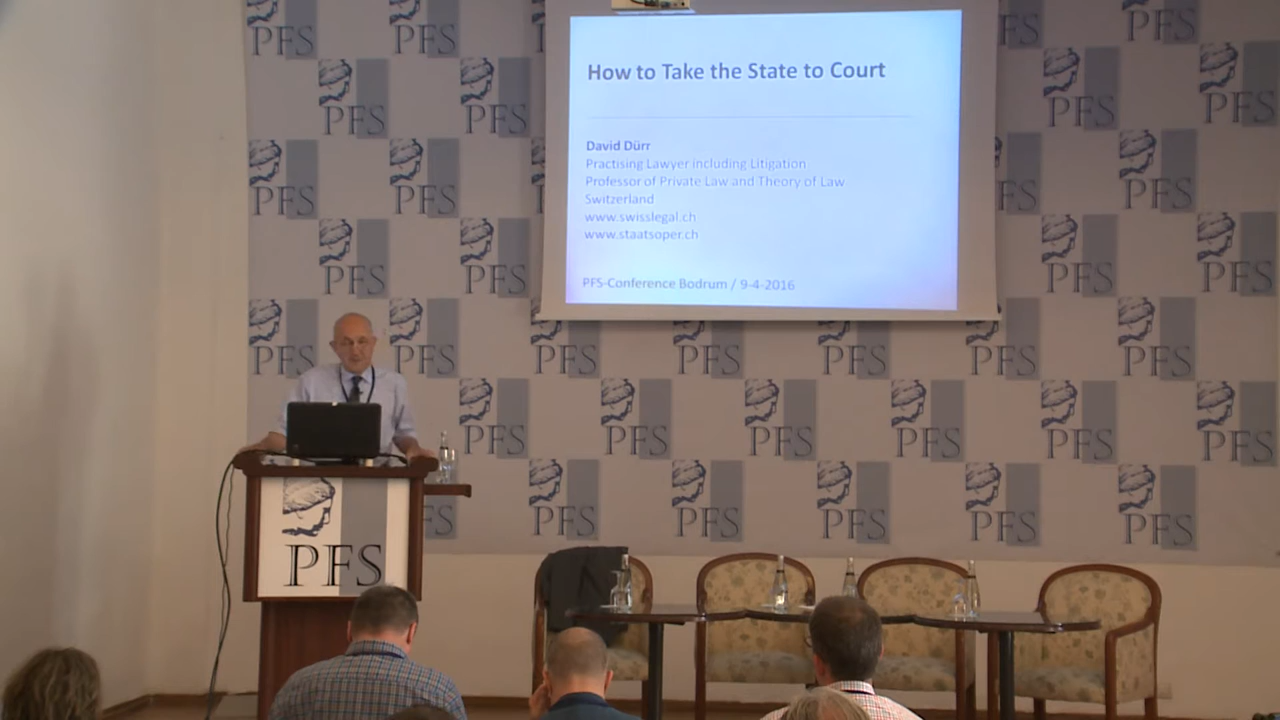 How to Take the State to Court
David Dürr
Practising Lawyer including Litigation
Professor of Private Law and Theory of Law
Switzerland
www.swisslegal.ch
www.staatsoper.ch
PFS-Conference Bodrum / 9-4-2016
PFS